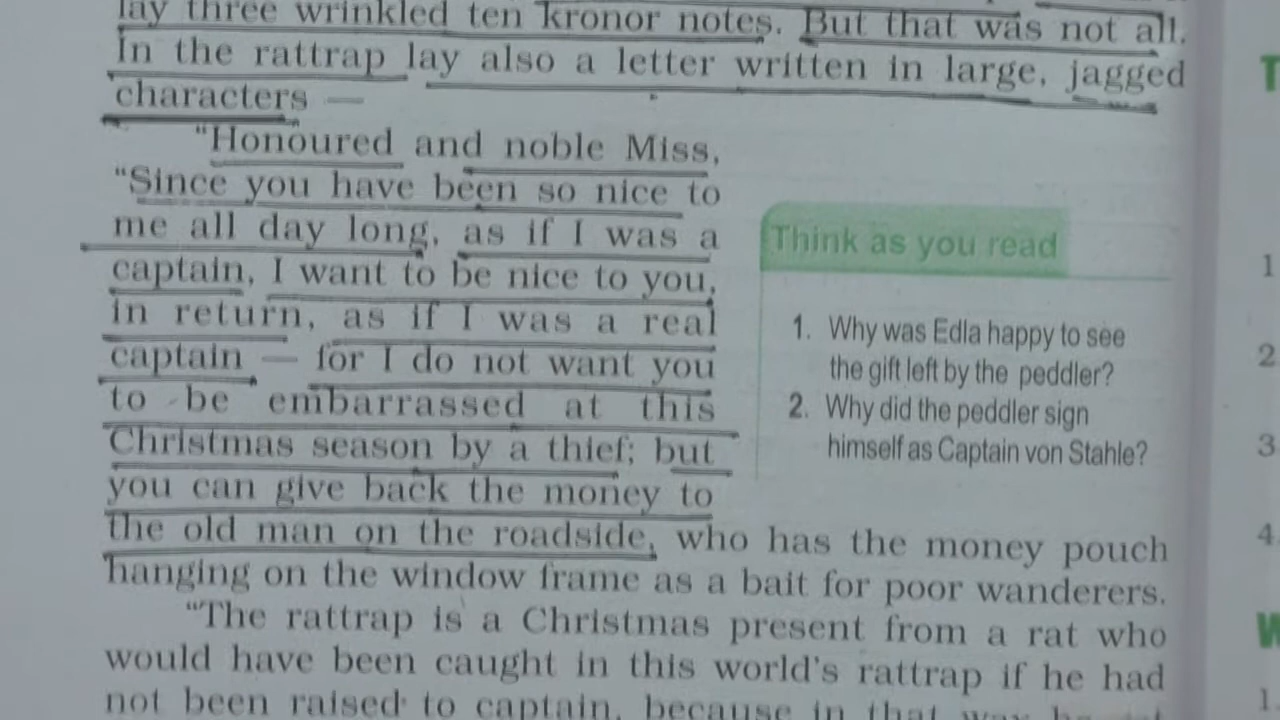 lay three wrinkled ten kronor notes. But that was not all.
In the rattrap lay also a letter written in large, jagged
characters —
“Honoured and noble Miss,
“Since you have been so nice to
me all day long, as if I was a
captain, I want to be nice to you,
in return, as if I was a real
captain — for I do not want you
to be embarrassed at this
Christmas season by a thief; but
you can give back the money to
the old man on the roadside, who has the money pouch
hanging on the window frame as a bait for poor wanderers.
“The rattrap is a Christmas present from a rat who
would have been caught in this world's rattrap if he had
not been raised to captain, because in that way
Think as you read
1. Why was Edla happy to see
the gift left by the peddler?
2. Why did the peddler sign
himself as Captain von Stahle?
T
1
2
3
4.
W
1.